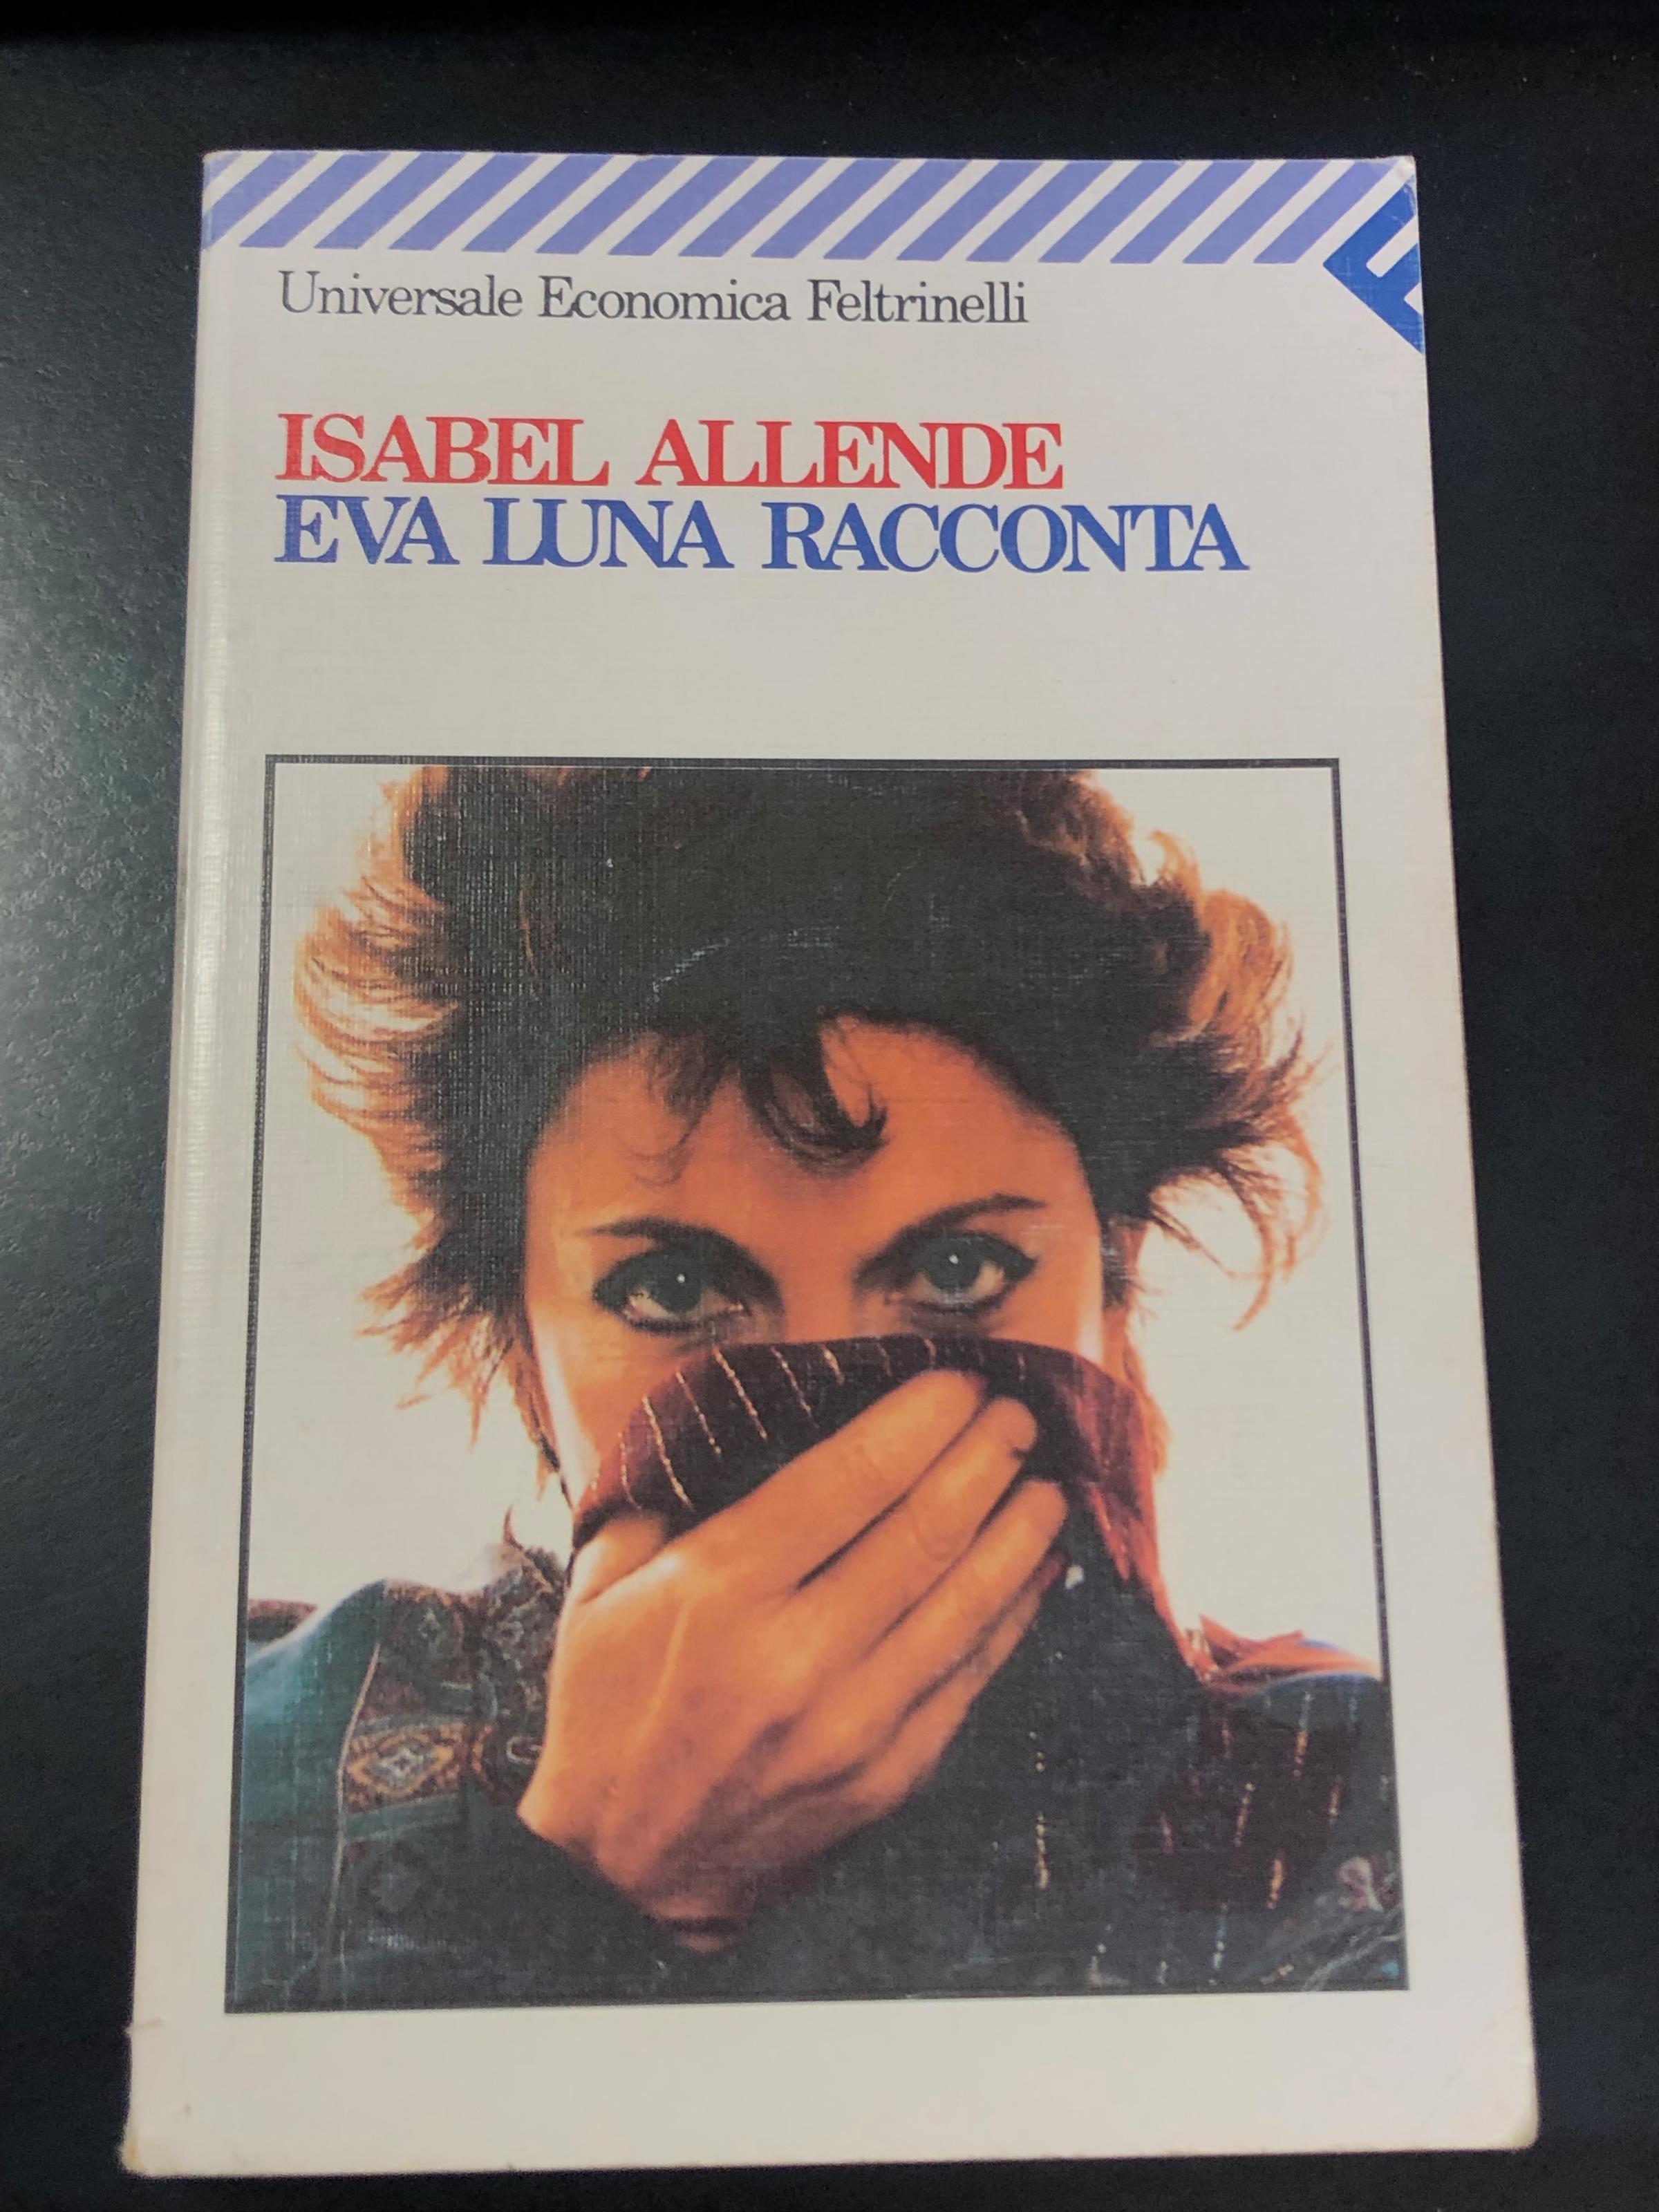 Universale Economica Feltrinelli
ISABEL ALLENDE
EVA LUNA RACCONTA